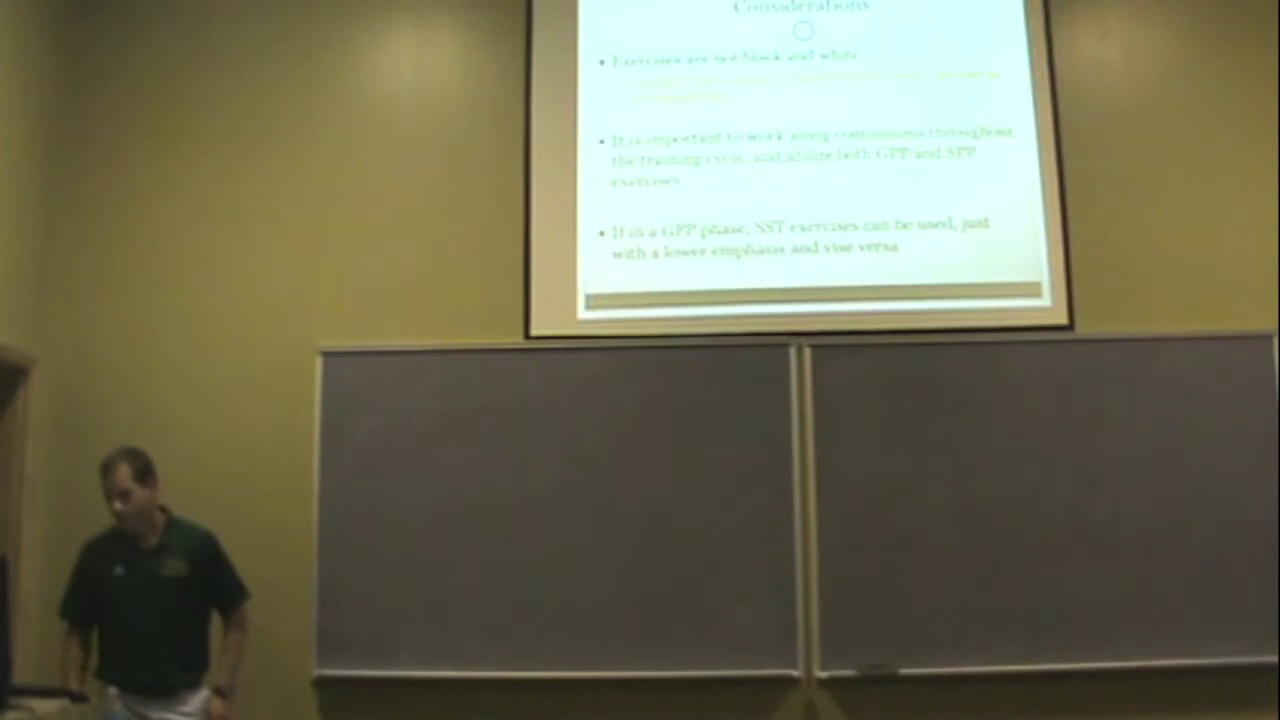 Considerations
• Exercises are not black and white
• It is important to work along continuums throughout
the training cycle, and utilize both GPP and SPP
exercises
• If in a GPP phase, SST exercises can be used, just
with a lower emphasis and vise versa